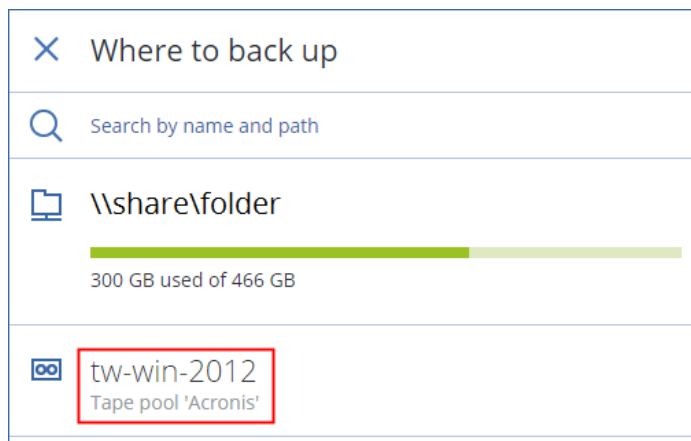 Where to back up
Search by name and path
\\share\folder
300 GB used of 466 GB
tw-win-2012
Tape pool 'Acronis'